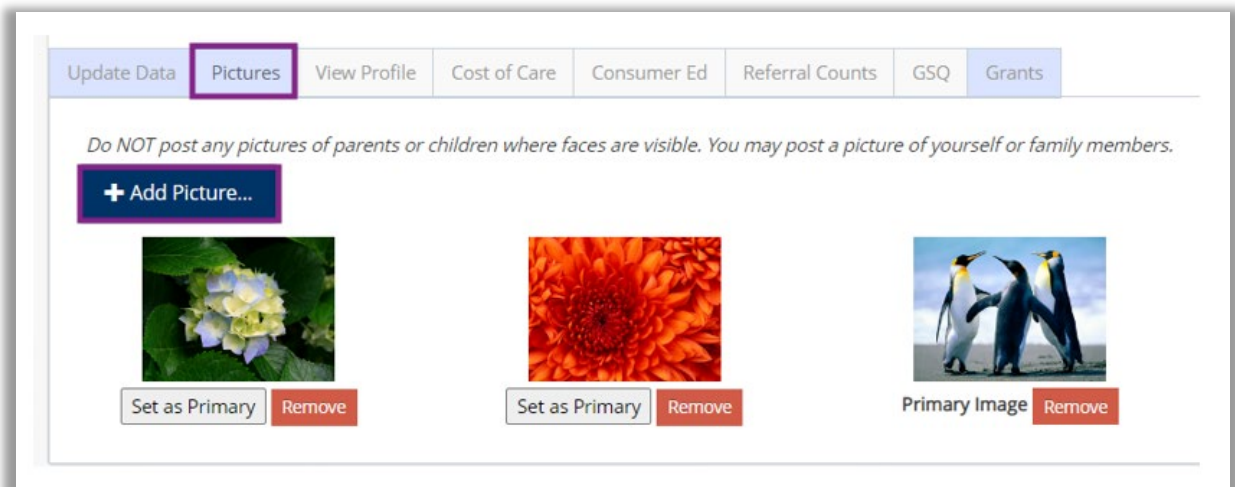 Update Data Pictures View Profile Cost of Care Consumer Ed Referral Counts GSQ Grants
Do NOT post any pictures of parents or children where faces are visible. You may post a picture of yourself or family members.
+ Add Picture...
Set as Primary Remove Set as Primary Remove Primary Image Remove